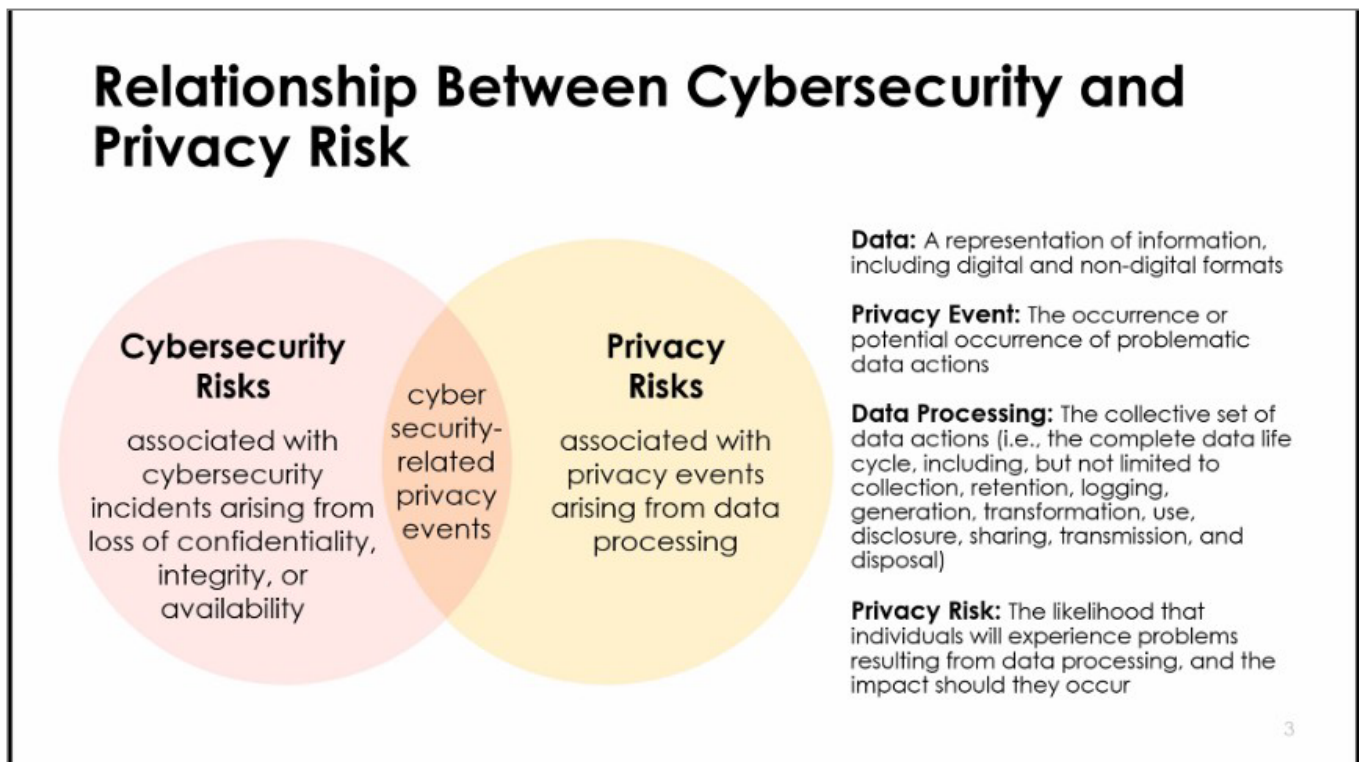 Relationship Between Cybersecurity and
Privacy Risk
Cybersecurity
Risks
associated with
cybersecurity
incidents arising from
loss of confidentiality,
integrity, or
availability
cyber
security-
related
privacy
events
Privacy
Risks
associated with
privacy events
arising from data
processing
Data: A representation of information,
including digital and non-digital formats
Privacy Event: The occurrence or
potential occurrence of problematic
data actions
Data Processing: The collective set of
data actions (i.e., the complete data life
cycle, including, but not limited to
collection, retention, logging,
generation, transformation, use,
disclosure, sharing, transmission, and
disposal)
Privacy Risk: The likelihood that
individuals will experience problems
resulting from data processing, and the
impact should they occur
3